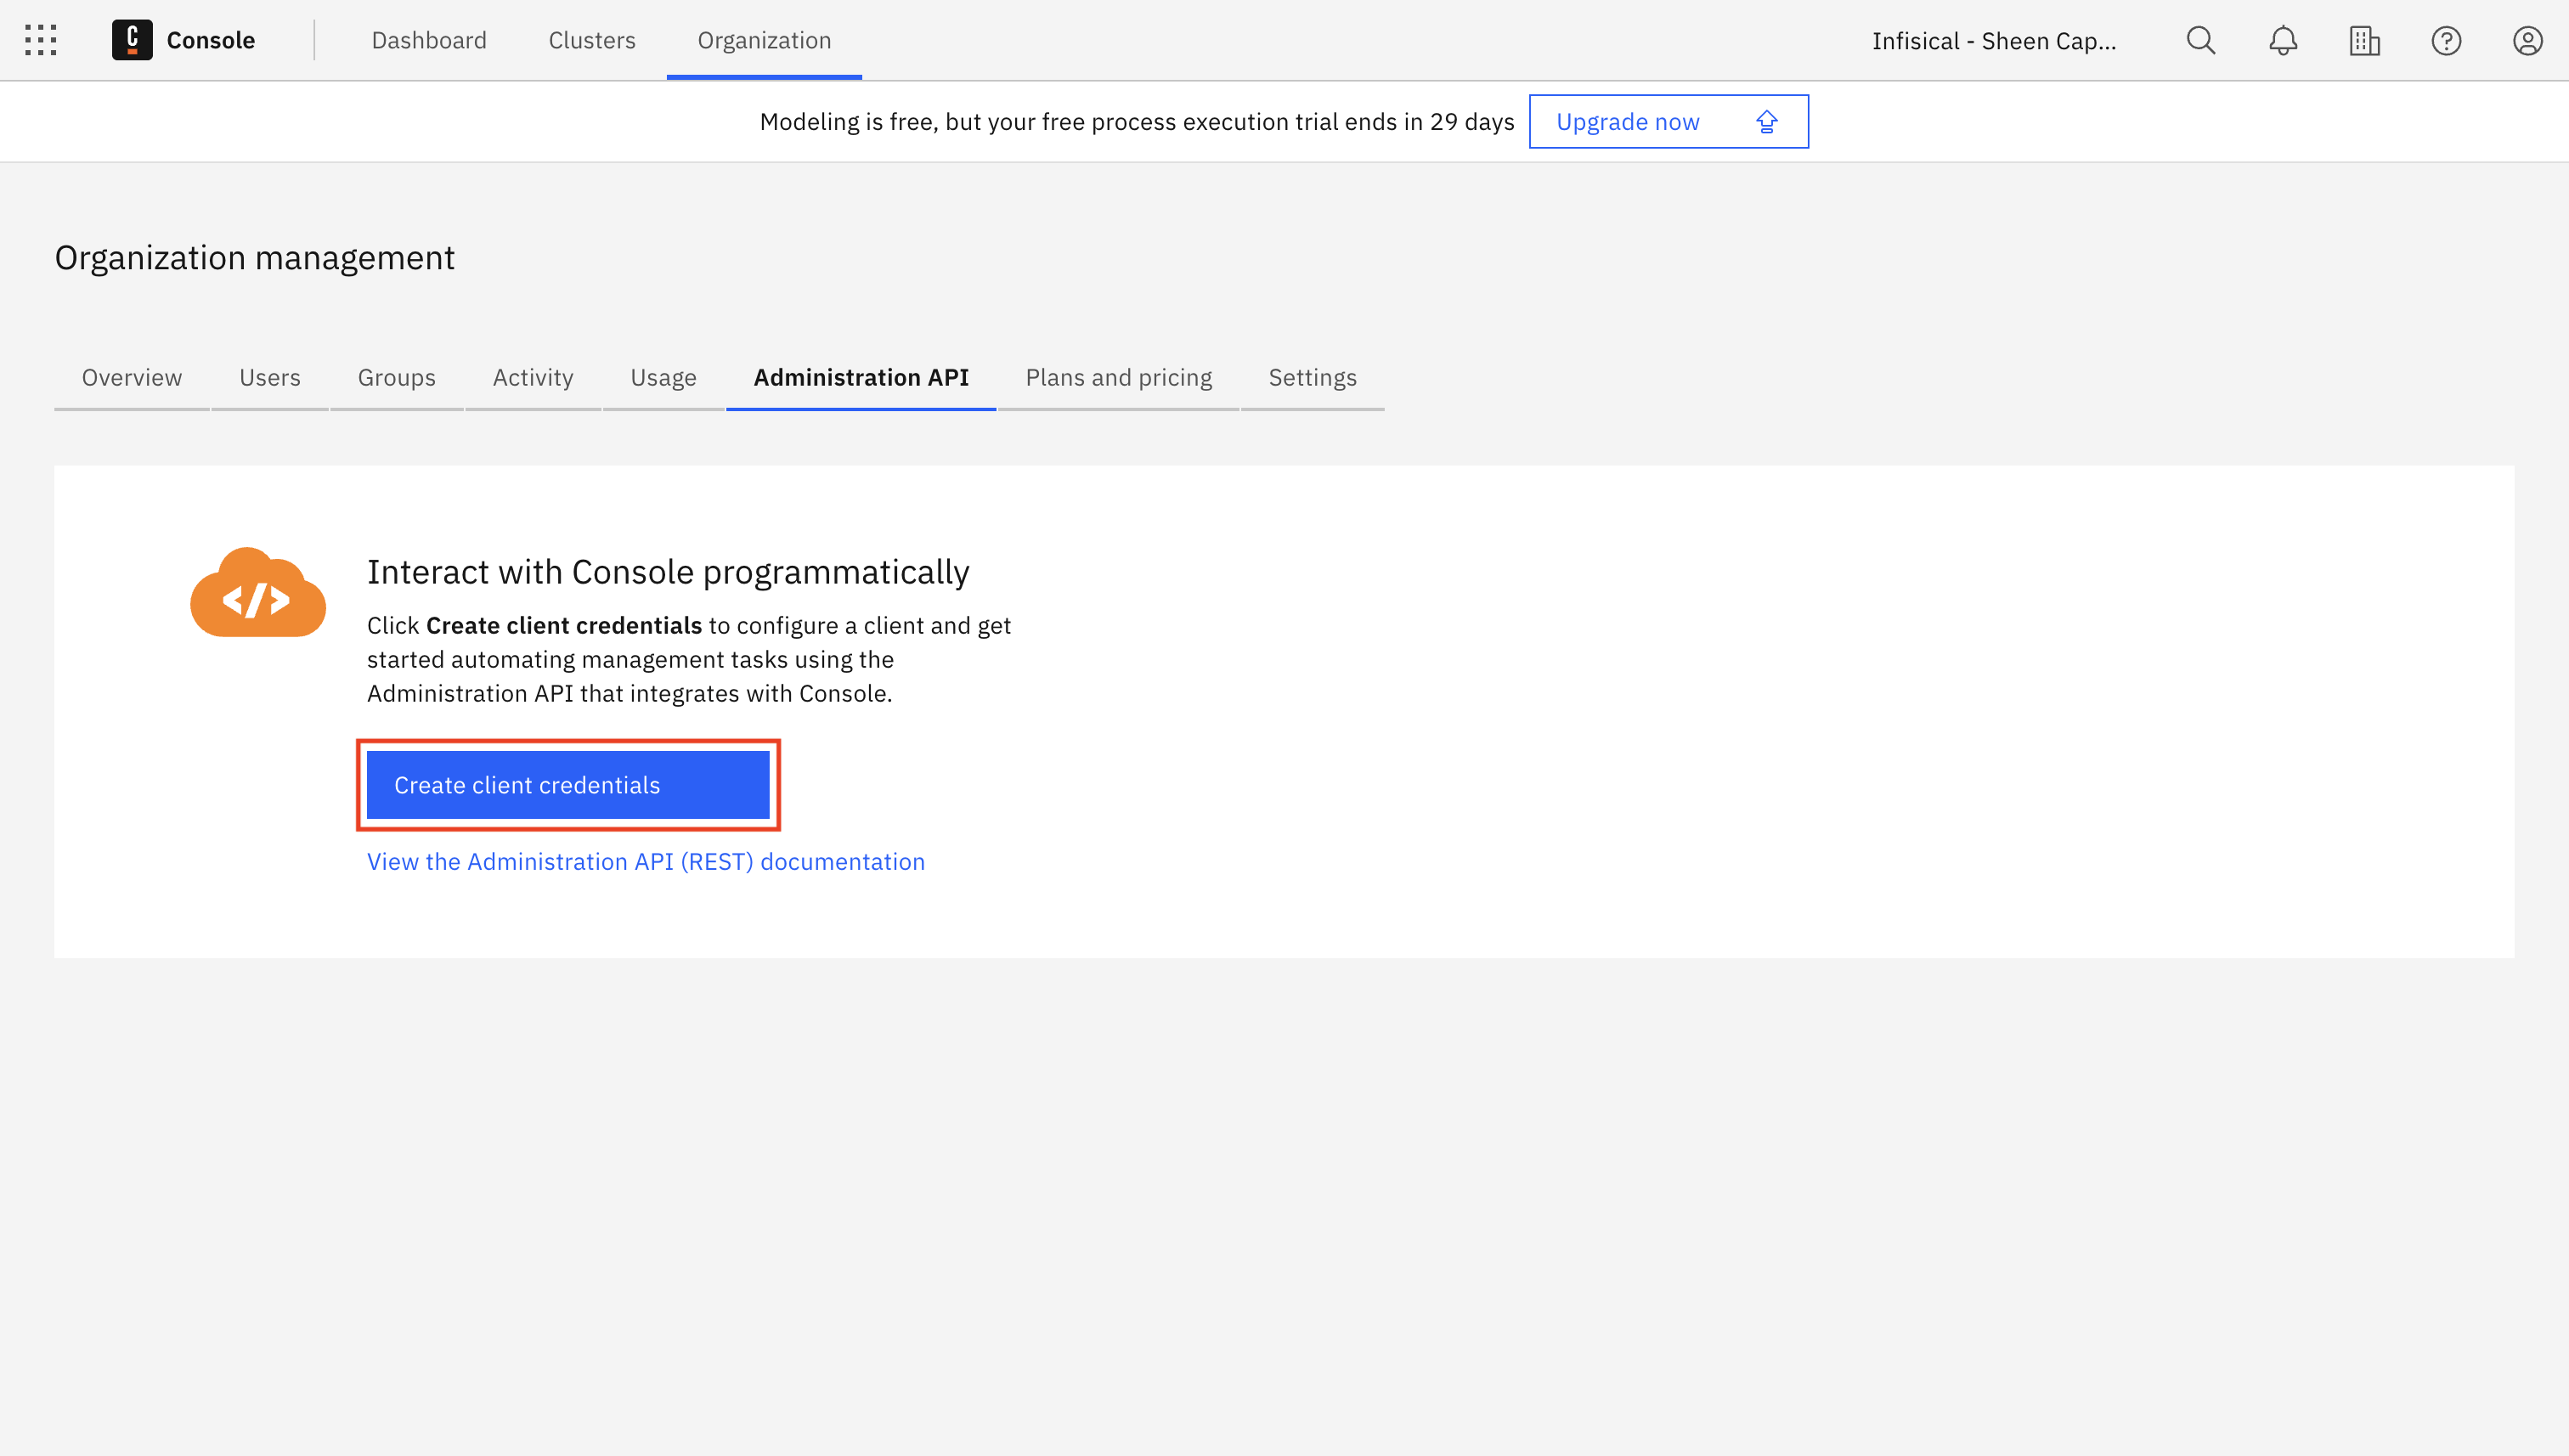 Console Dashboard Clusters Organization Infisical - Sheen Cap...
Modeling is free, but your free process execution trial ends in 29 days Upgrade now
Organization management
Overview Users Groups Activity Usage Administration API Plans and pricing Settings
Interact with Console programmatically
Click Create client credentials to configure a client and get
started automating management tasks using the
Administration API that integrates with Console.
Create client credentials
View the Administration API (REST) documentation